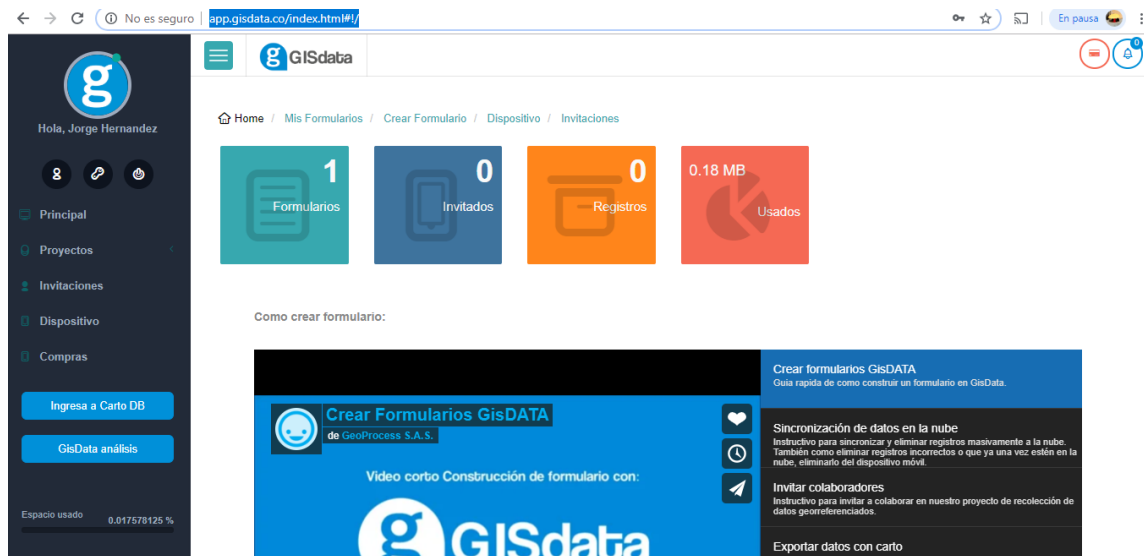 No es seguro | app.gisdata.co/index.html#!/
En pausa
g
Hola, Jorge Hernandez
Principal
Proyectos
Invitaciones
Dispositivo
Compras
Ingresa a Carto DB
GisData análisis
Espacio usado 0.017578125 %
g GISdata
0
Home / Mis Formularios / Crear Formulario / Dispositivo / Invitaciones
1
Formularios
0
Invitados
0
Registros
0.18 MB
Usados
Como crear formulario:
Crear Formularios GisDATA
de GeoProcess S.A.S.
Video corto Construcción de formulario con:
g GISdata
Crear formularios GisDATA
Guia rapida de como construir un formulario en GisData.
Sincronización de datos en la nube
Instructivo para sincronizar y eliminar registros masivamente a la nube.
También como eliminar registros incorrectos o que ya una vez estén en la
nube, eliminarlo del dispositivo móvil.
Invitar colaboradores
Instructivo para invitar a colaborar en nuestro proyecto de recolección de
datos georreferenciados.
Exportar datos con carto